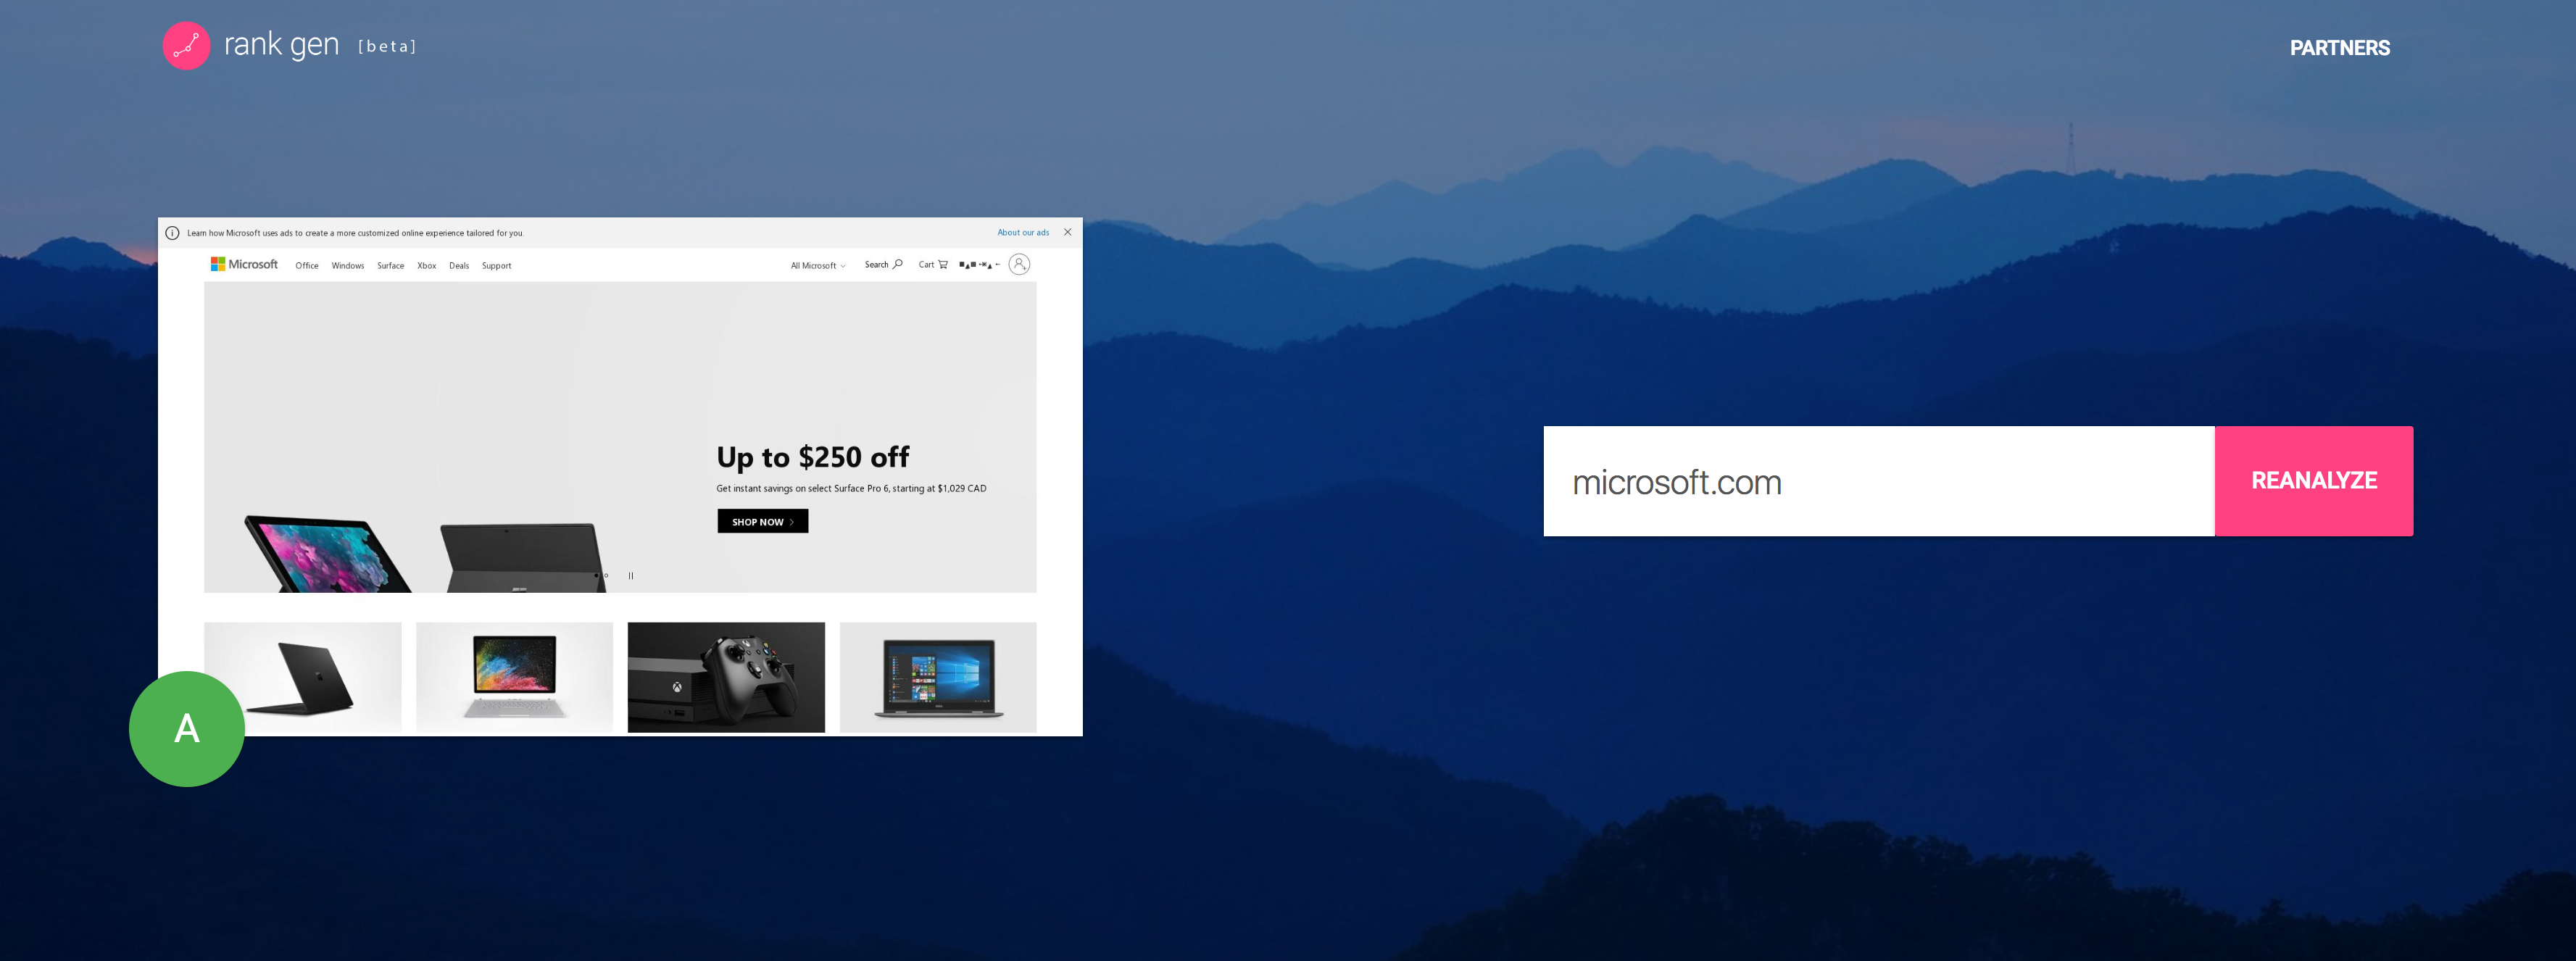 rank gen [beta]
PARTNERS
Learn how Microsoft uses ads to create a more customized online experience tailored for you.
About our ads
Microsoft
Office Windows Surface Xbox Deals Support
All Microsoft Search Cart
Up to $250 off
Get instant savings on select Surface Pro 6, starting at $1,029 CAD
SHOP NOW
microsoft.com
REANALYZE
A